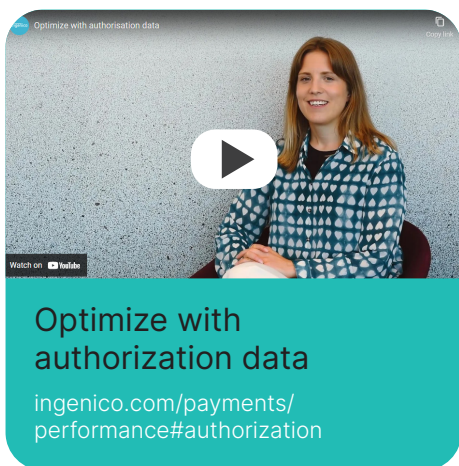 Optimize with authorisation data
Copy link
Watch on YouTube
Optimize with
authorization data
ingenico.com/payments/
performance#authorization